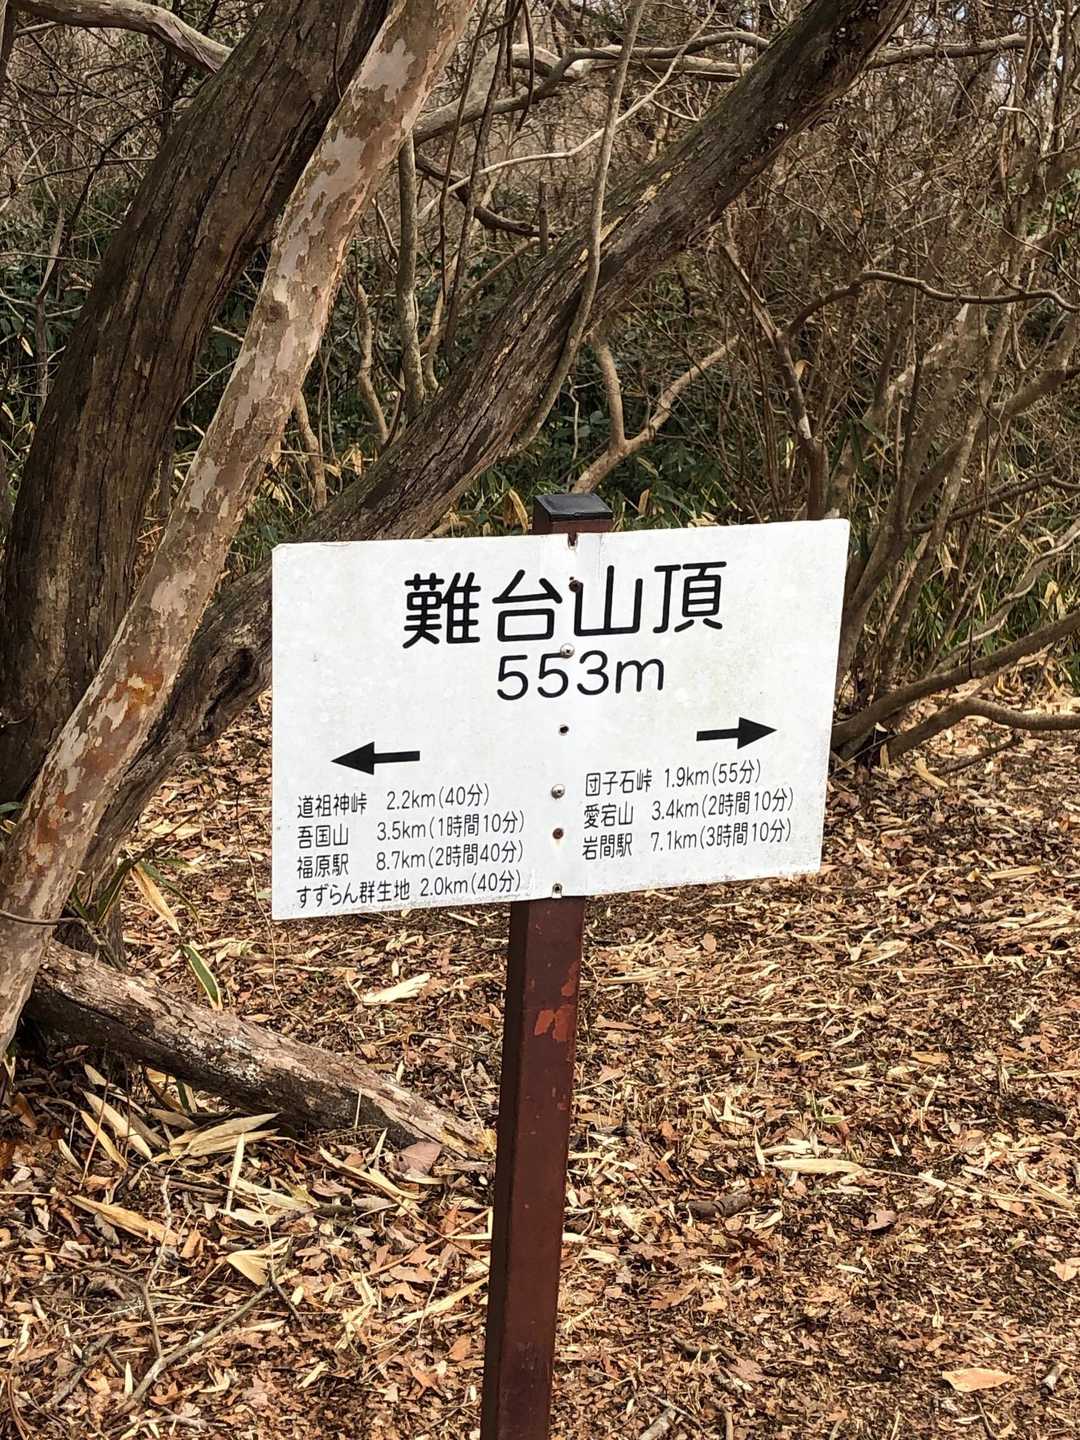 難台山頂
553m
道祖神峠 2.2km(40分)
吾国山 3.5km(1時間10分)
福原駅 8.7km(2時間40分)
すずらん群生地 2.0km(40分)
団子石峠 1.9km(55分)
愛宕山 3.4km(2時間10分)
岩間駅 7.1km(3時間10分)